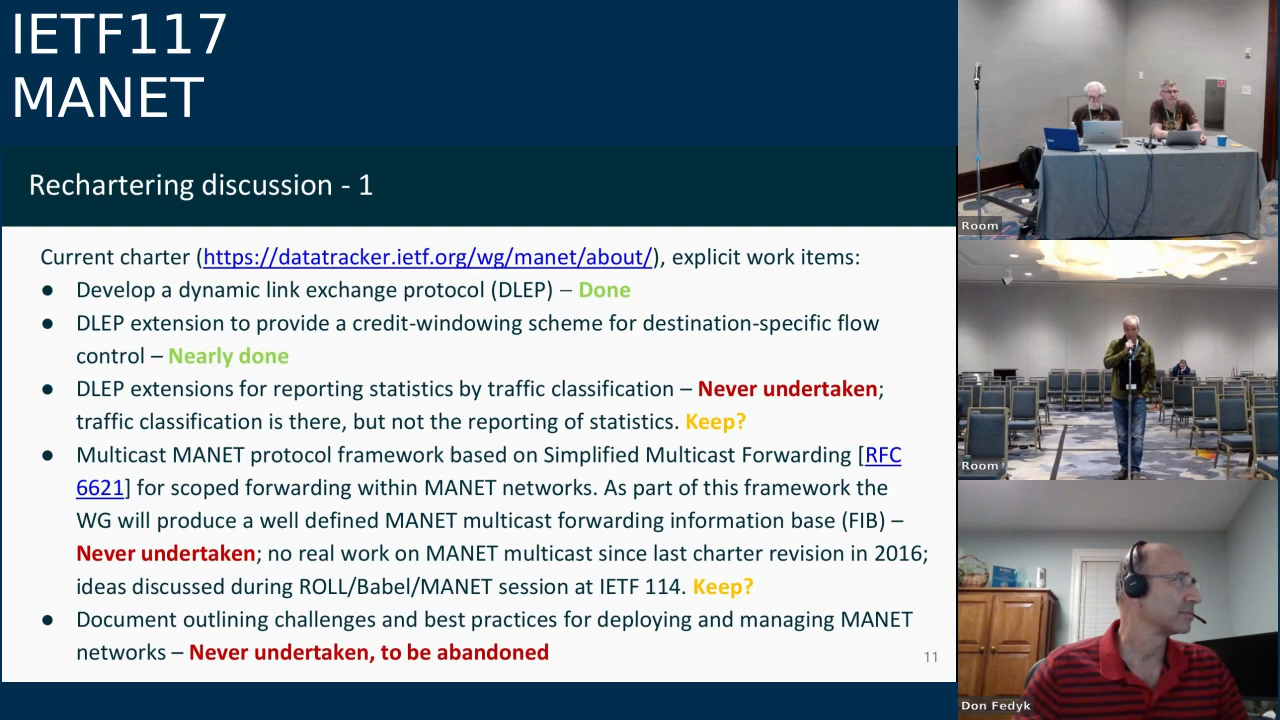 IETF117
MANET
Rechartering discussion - 1
Current charter (https://datatracker.ietf.org/wg/manet/about/), explicit work items:
● Develop a dynamic link exchange protocol (DLEP) – Done
● DLEP extension to provide a credit-windowing scheme for destination-specific flow
control – Nearly done
● DLEP extensions for reporting statistics by traffic classification – Never undertaken;
traffic classification is there, but not the reporting of statistics. Keep?
● Multicast MANET protocol framework based on Simplified Multicast Forwarding [RFC
6621] for scoped forwarding within MANET networks. As part of this framework the
WG will produce a well defined MANET multicast forwarding information base (FIB) –
Never undertaken; no real work on MANET multicast since last charter revision in 2016;
ideas discussed during ROLL/Babel/MANET session at IETF 114. Keep?
● Document outlining challenges and best practices for deploying and managing MANET
networks – Never undertaken, to be abandoned
11
Room
Room
Don Fedyk